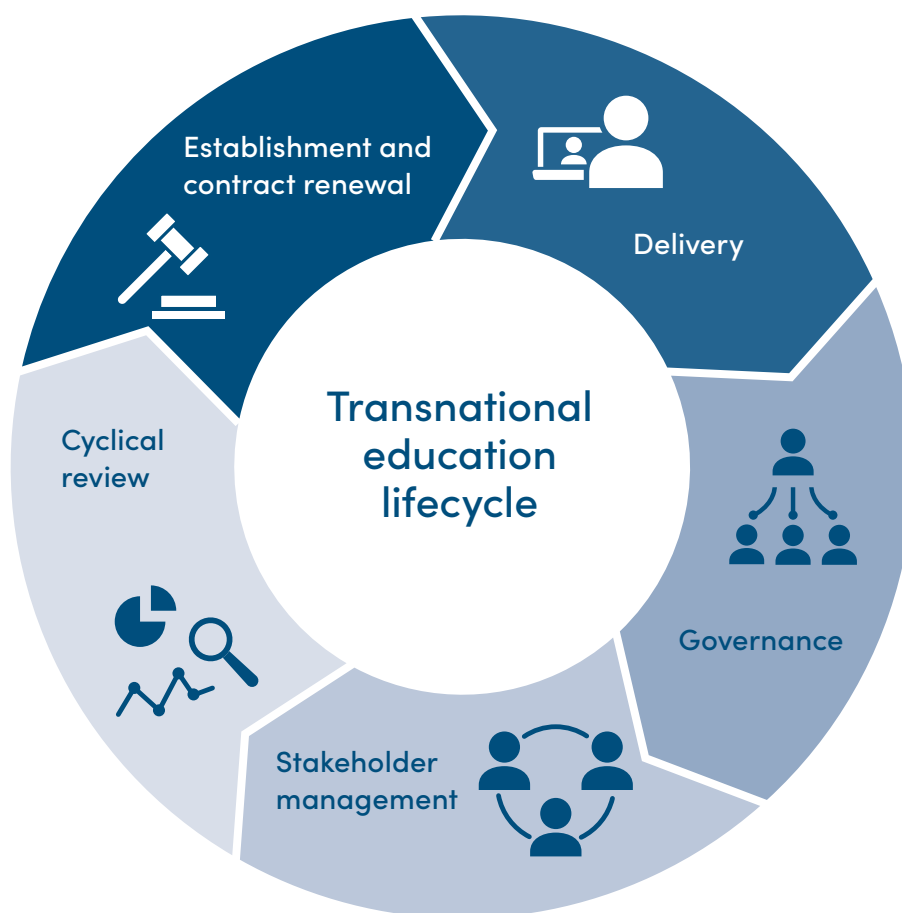 Establishment and
contract renewal
Delivery
Transnational
education
lifecycle
Cyclical
review
Governance
Stakeholder
management